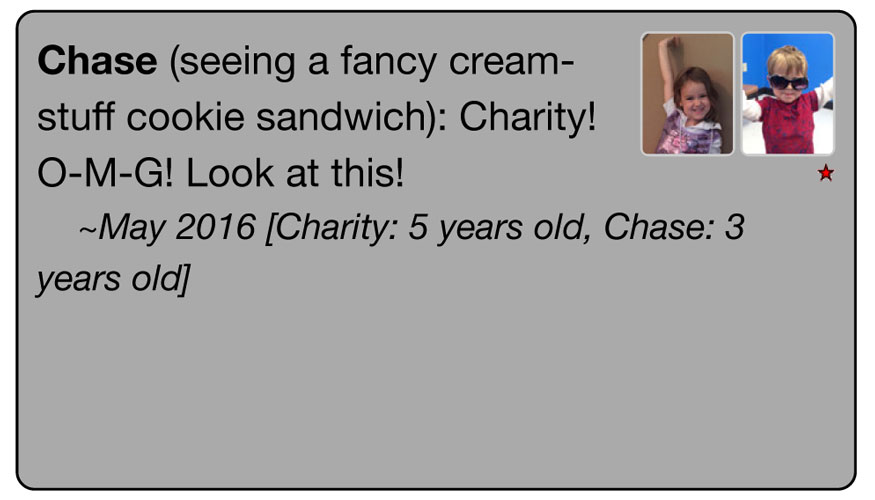 Chase (seeing a fancy cream-
stuff cookie sandwich): Charity!
O-M-G! Look at this!
~May 2016 [Charity: 5 years old, Chase: 3
years old]